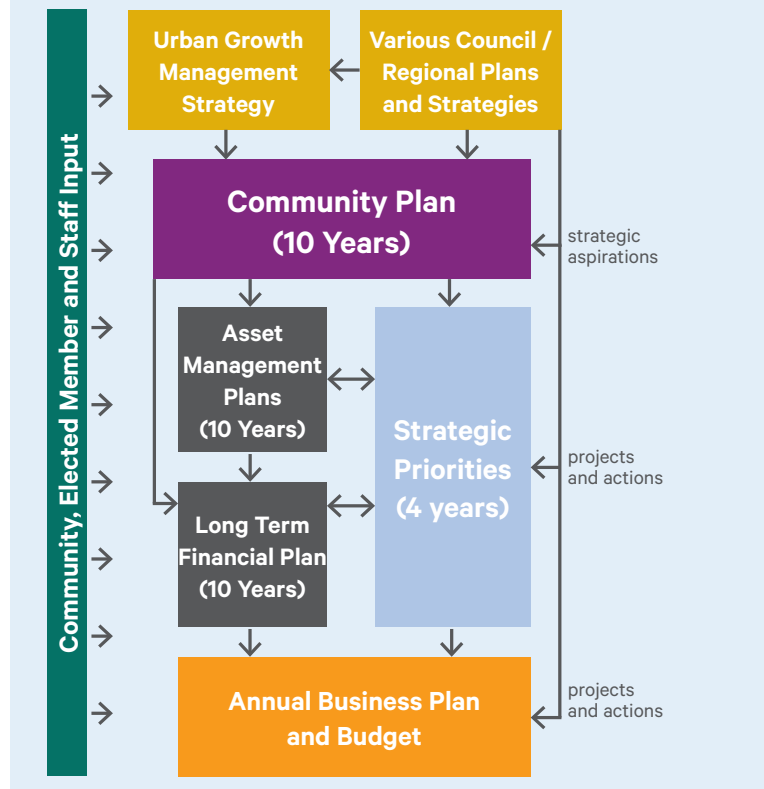 Community, Elected Member and Staff Input
Urban Growth
Management
Strategy
Various Council /
Regional Plans
and Strategies
Community Plan
(10 Years)
strategic
aspirations
Asset
Management
Plans
(10 Years)
Strategic
Priorities
(4 years)
projects
and actions
Long Term
Financial Plan
(10 Years)
Annual Business Plan
and Budget
projects
and actions